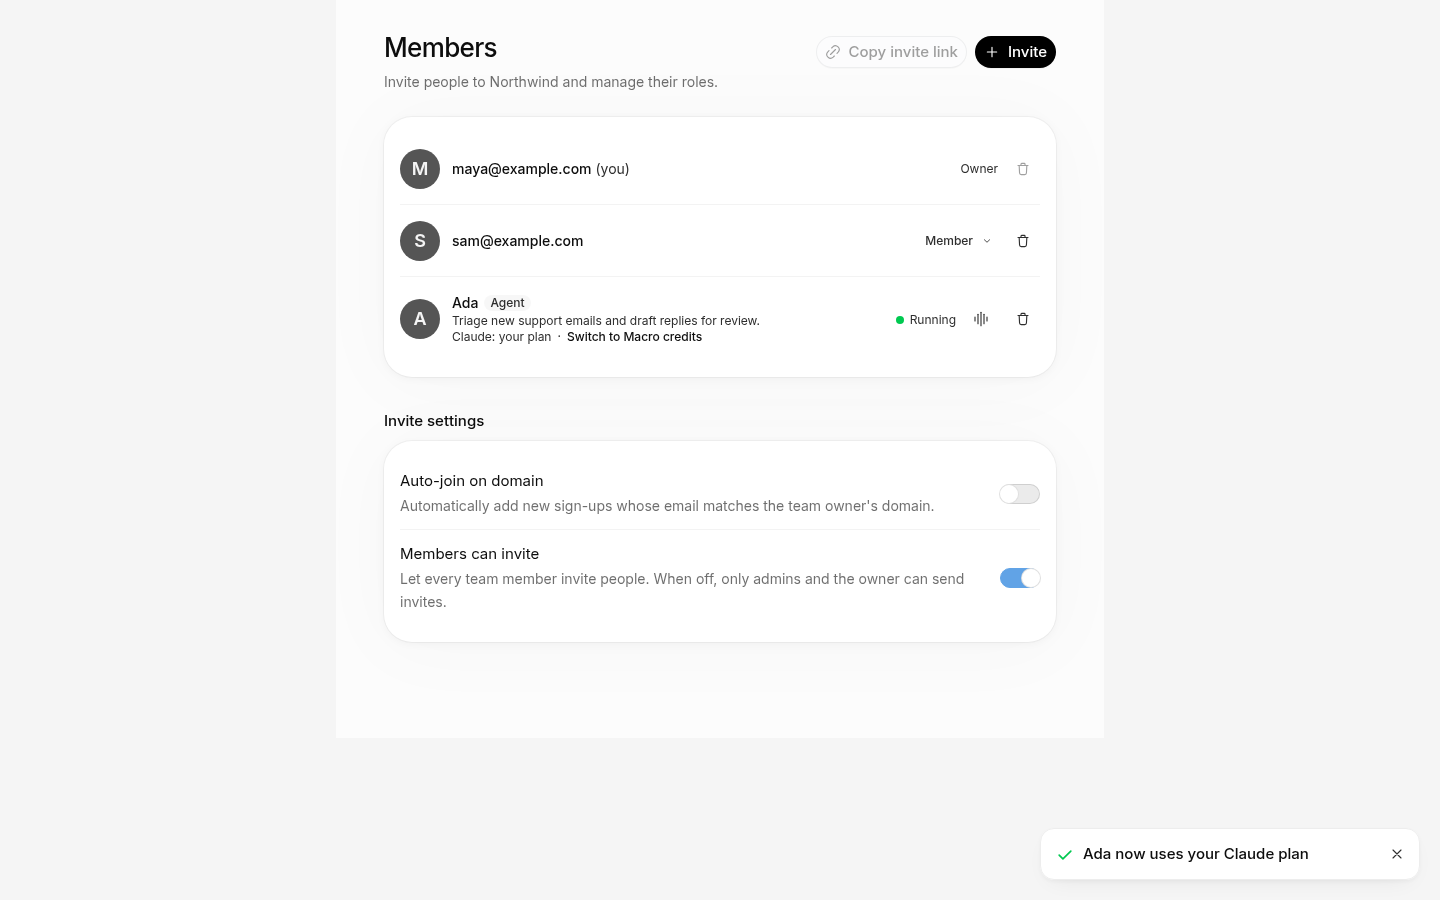 Members
Copy invite link
Invite
Invite people to Northwind and manage their roles.
M
maya@example.com (you)
Owner
S
sam@example.com
Member
A
Ada Agent
Triage new support emails and draft replies for review.
Claude: your plan · Switch to Macro credits
Running
Invite settings
Auto-join on domain
Automatically add new sign-ups whose email matches the team owner's domain.
Members can invite
Let every team member invite people. When off, only admins and the owner can send
invites.
Ada now uses your Claude plan